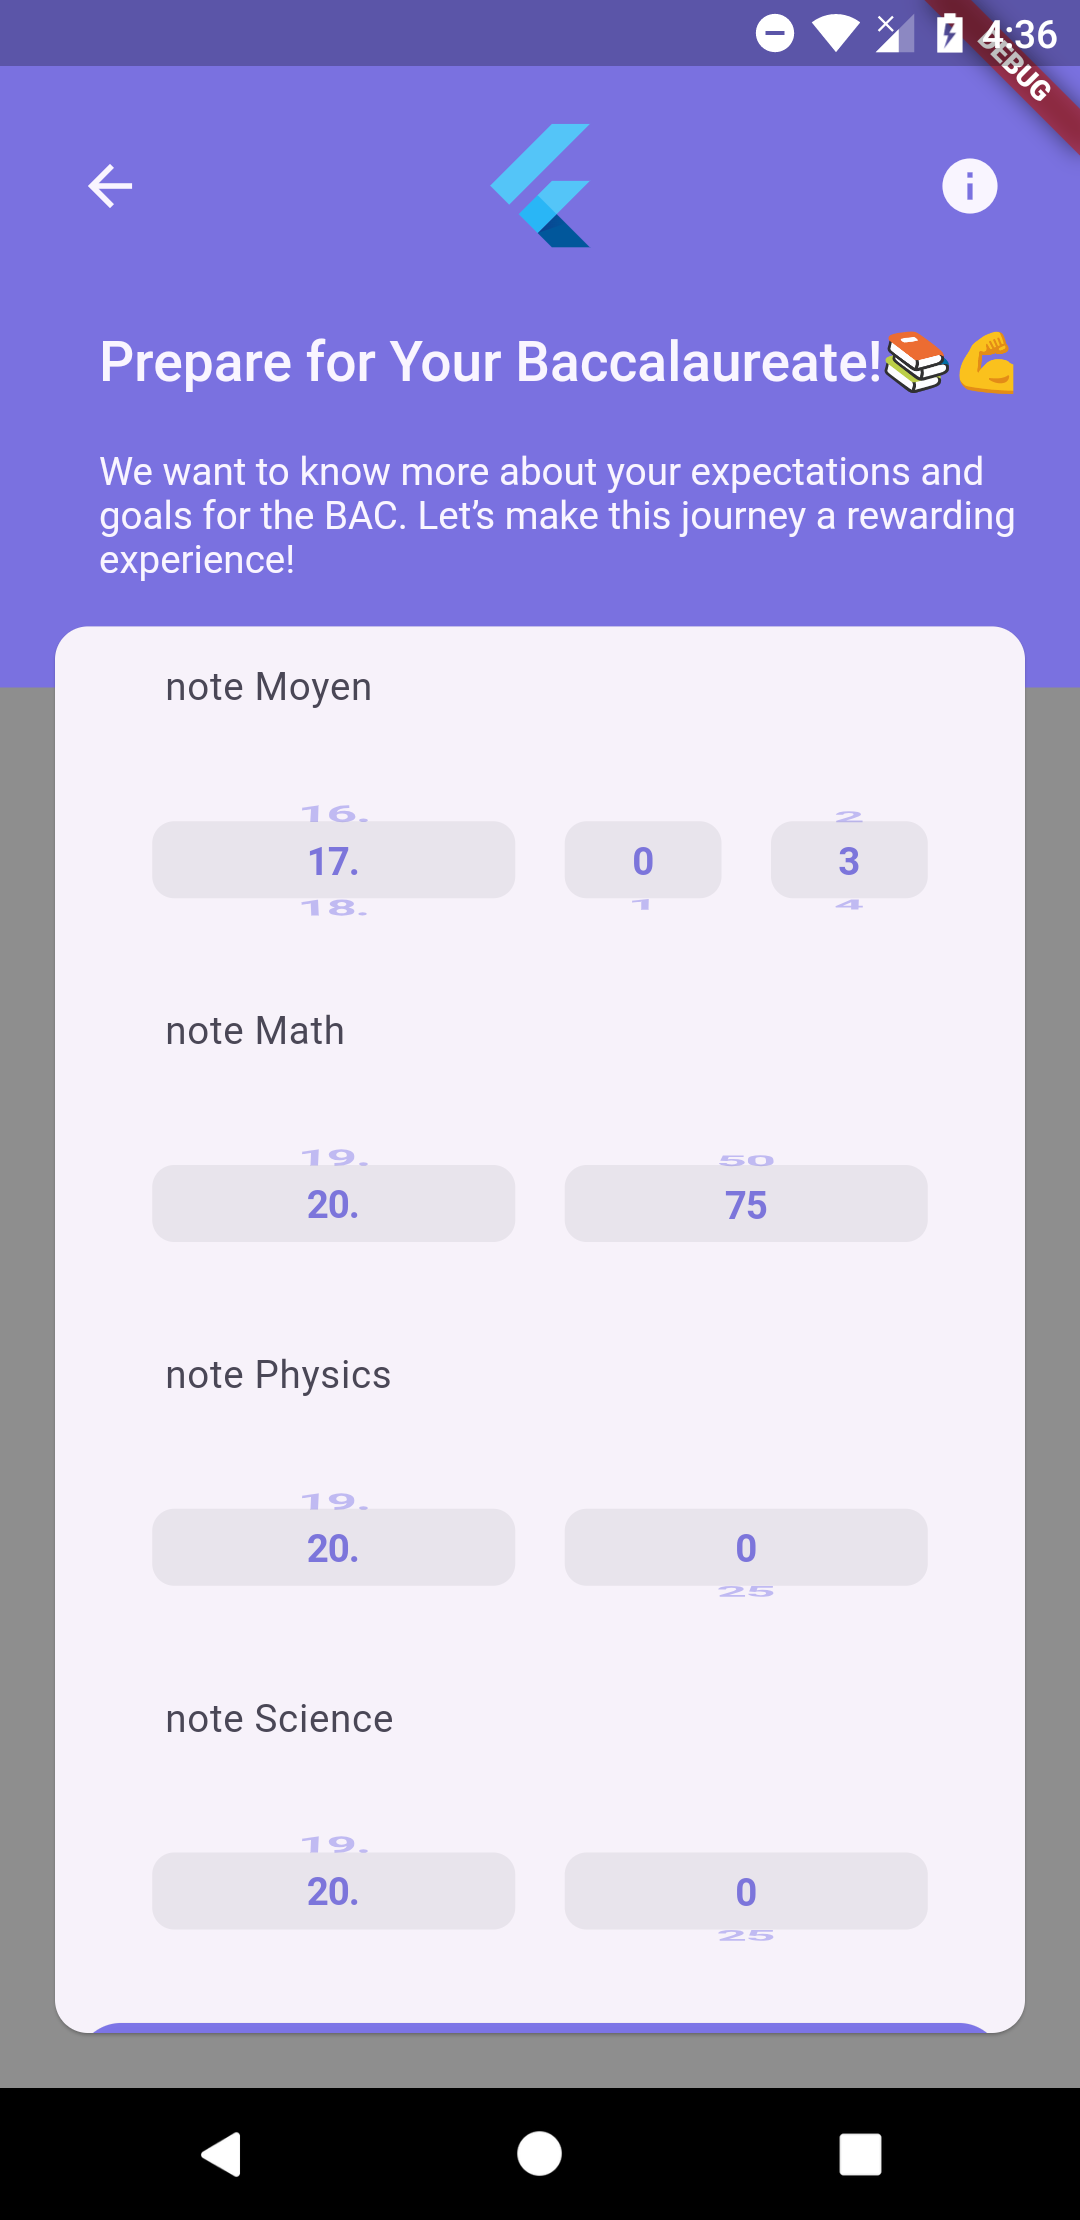 4:36
DEBUG
Prepare for Your Baccalaureate!📚💪
We want to know more about your expectations and
goals for the BAC. Let’s make this journey a rewarding
experience!
note Moyen
16. 2
17. 0 3
18. 1 4
note Math
19. 50
20. 75
note Physics
19.
20. 0
25
note Science
19.
20. 0
25